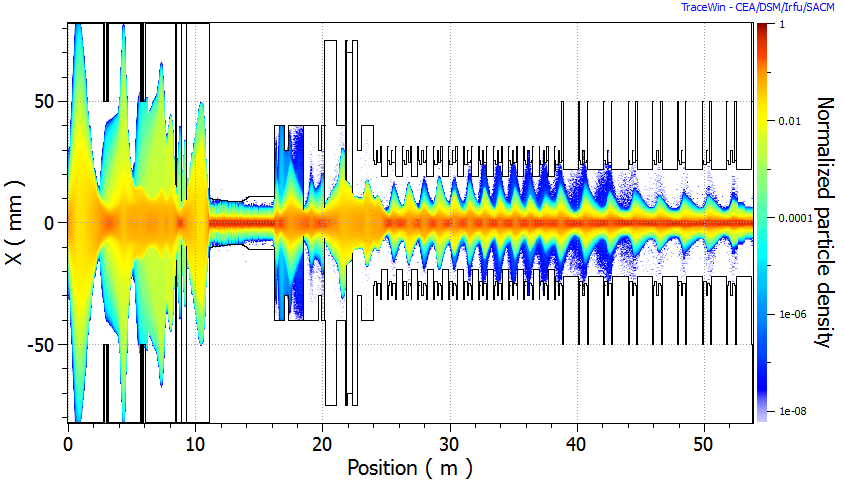 TraceWin - CEA/DSM/Irfu/SACM
X ( mm )
50
0
-50
0
10
20
30
40
50
Position ( m )
1
0.01
0.0001
1e-06
1e-08
Normalized particle density